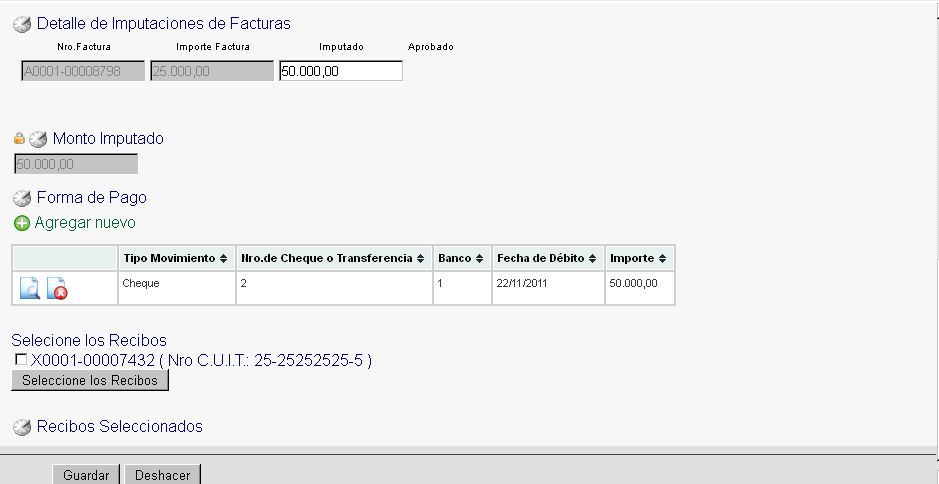 Detalle de Imputaciones de Facturas
Nro.Factura Importe Factura Imputado Aprobado
A0001-00008798 25.000,00 50.000,00
Monto Imputado
50.000,00
Forma de Pago
Agregar nuevo
Tipo Movimiento Nro.de Cheque o Transferencia Banco Fecha de Débito Importe
Cheque 2 1 22/11/2011 50.000,00
Selecione los Recibos
X0001-00007432 ( Nro C.U.I.T.: 25-25252525-5 )
Seleccione los Recibos
Recibos Seleccionados
Guardar Deshacer